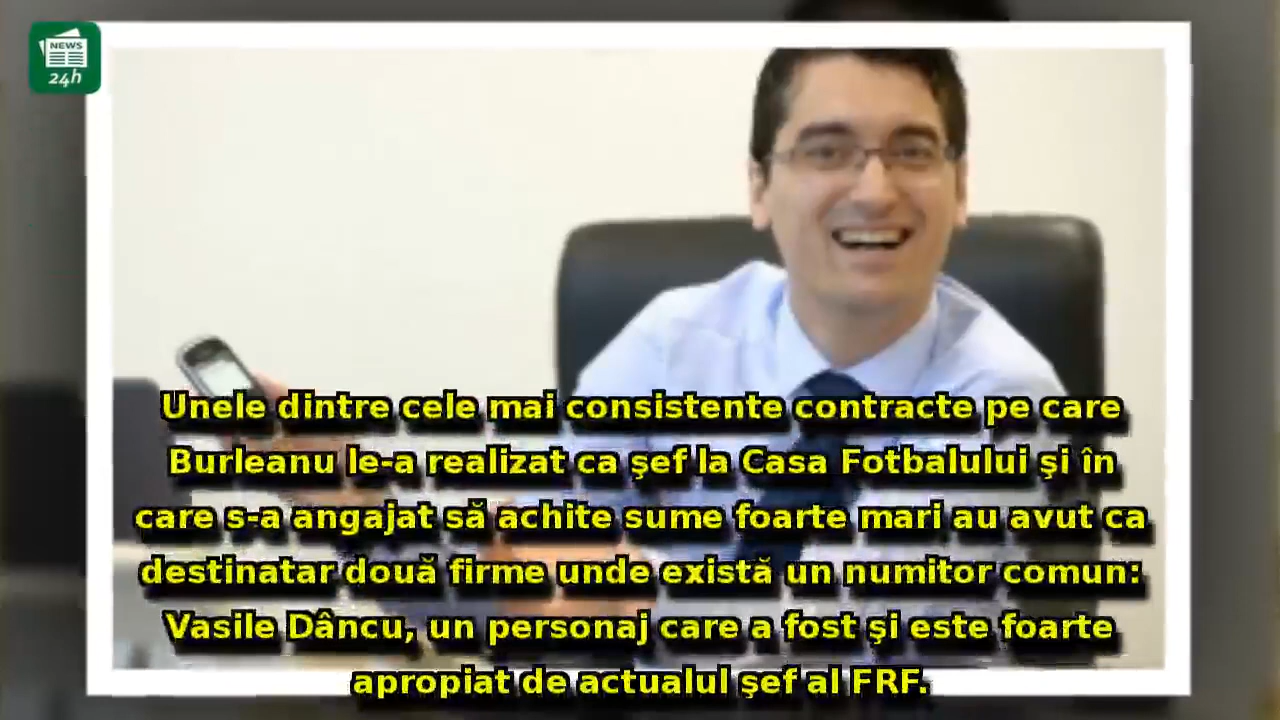 NEWS
24h
Unele dintre cele mai consistente contracte pe care
Burleanu le-a realizat ca şef la Casa Fotbalului şi în
care s-a angajat să achite sume foarte mari au avut ca
destinatar două firme unde există un numitor comun:
Vasile Dâncu, un personaj care a fost şi este foarte
apropiat de actualul şef al FRF.